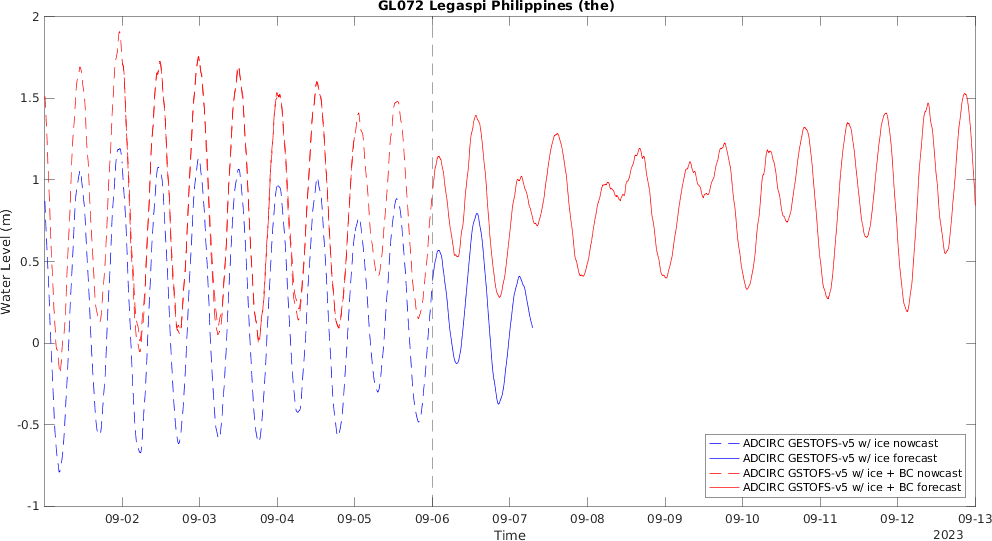 GL072 Legaspi Philippines (the)
2
1.5
1
0.5
0
-0.5
-1
Water Level (m)
09-02 09-03 09-04 09-05 09-06 09-07 09-08 09-09 09-10 09-11 09-12 09-13
Time
2023
ADCIRC GESTOFS-v5 w/ ice nowcast
ADCIRC GESTOFS-v5 w/ ice forecast
ADCIRC GSTOFS-v5 w/ ice + BC nowcast
ADCIRC GSTOFS-v5 w/ ice + BC forecast